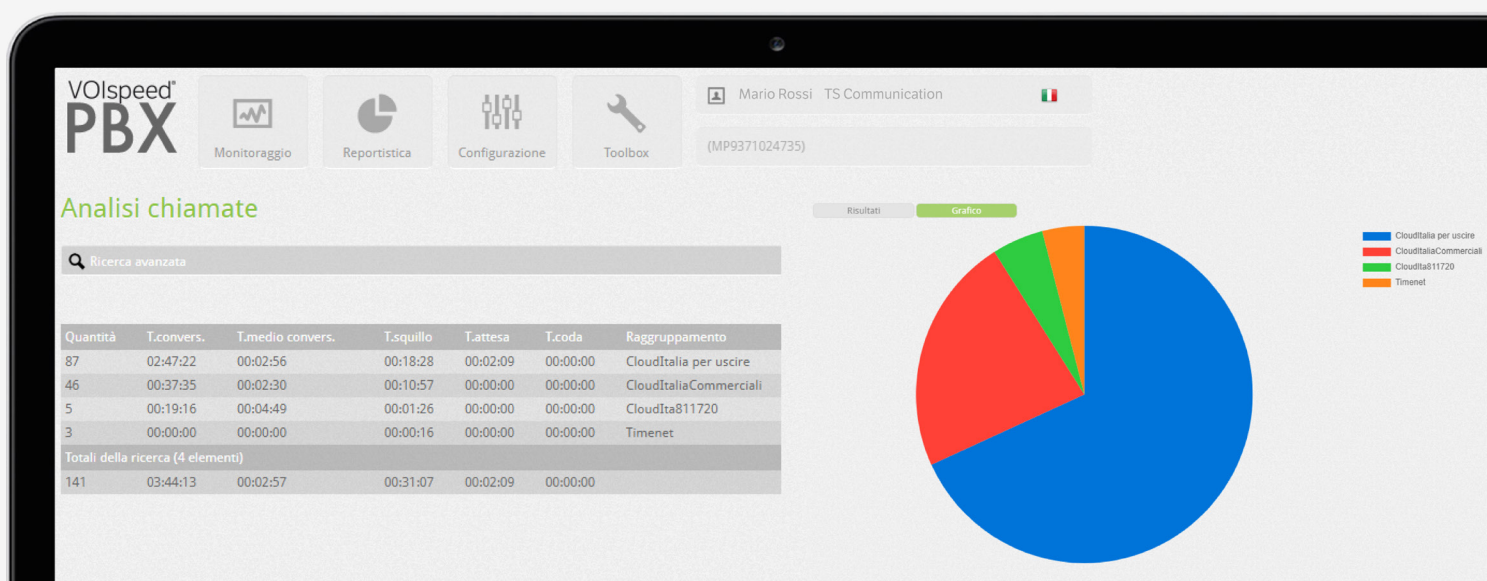 VOIspeed®
PBX
Monitoraggio
Reportistica
Configurazione
Toolbox
Mario Rossi TS Communication
(MP9371024735)
Analisi chiamate
Risultati
Grafico
Ricerca avanzata
CloudItalia per uscire
CloudItaliaCommerciali
CloudIta811720
Timenet
Quantità T.convers. T.medio convers. T.squillo T.attesa T.coda Raggruppamento
87 02:47:22 00:02:56 00:18:28 00:02:09 00:00:00 CloudItalia per uscire
46 00:37:35 00:02:30 00:10:57 00:00:00 00:00:00 CloudItaliaCommerciali
5 00:19:16 00:04:49 00:01:26 00:00:00 00:00:00 CloudIta811720
3 00:00:00 00:00:00 00:00:16 00:00:00 00:00:00 Timenet
Totali della ricerca (4 elementi)
141 03:44:13 00:02:57 00:31:07 00:02:09 00:00:00